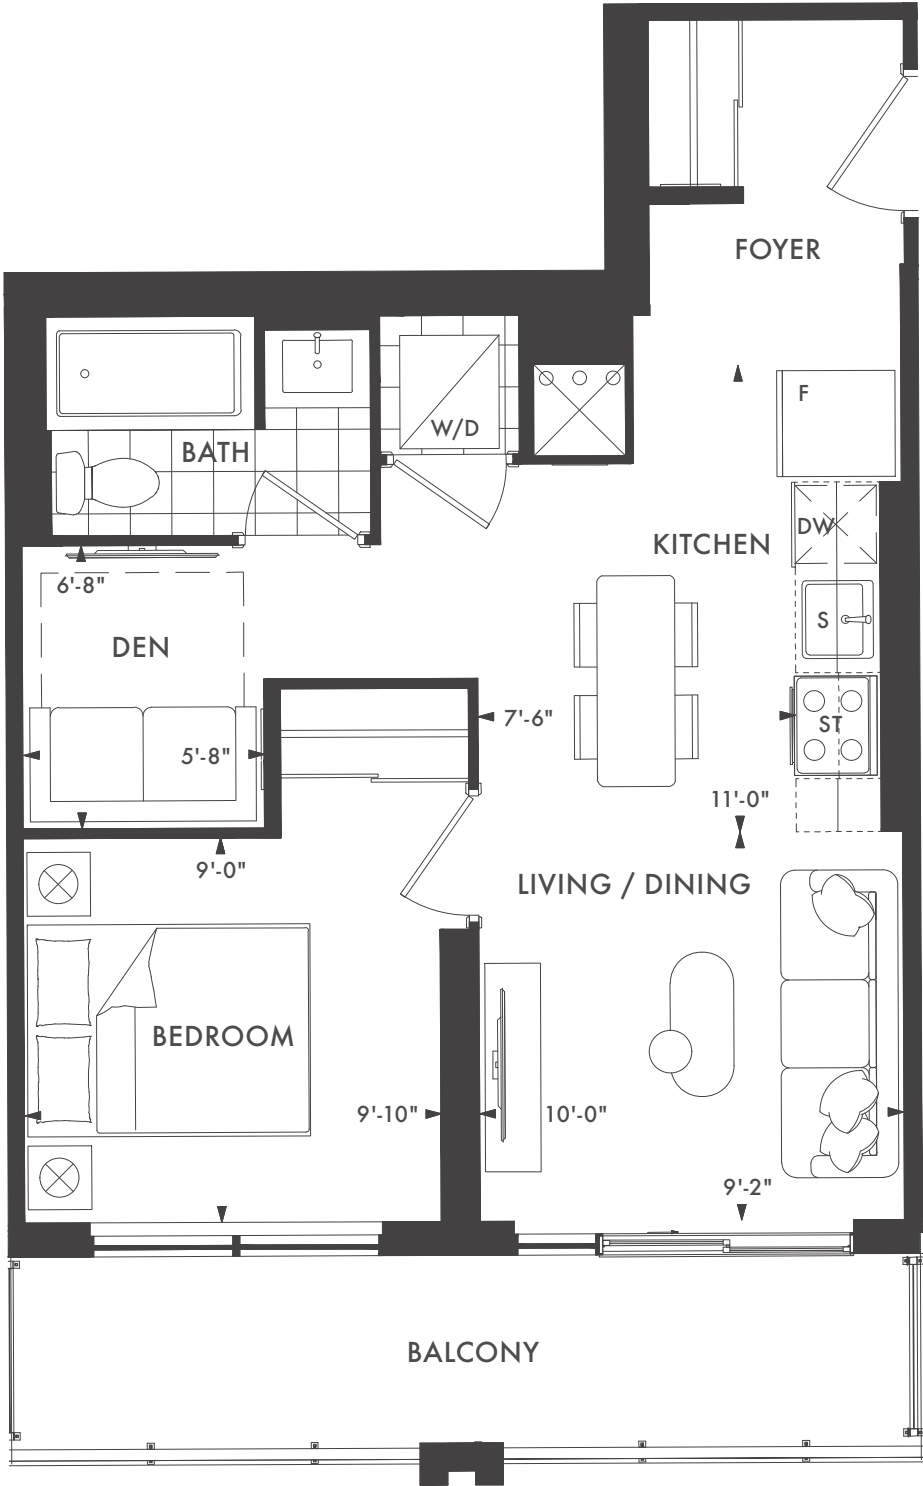 FOYER
F
W/D
BATH
DW
KITCHEN
6'-8"
S
DEN
7'-6"
ST
5'-8"
11'-0"
9'-0"
LIVING / DINING
BEDROOM
9'-10"
10'-0"
9'-2"
BALCONY